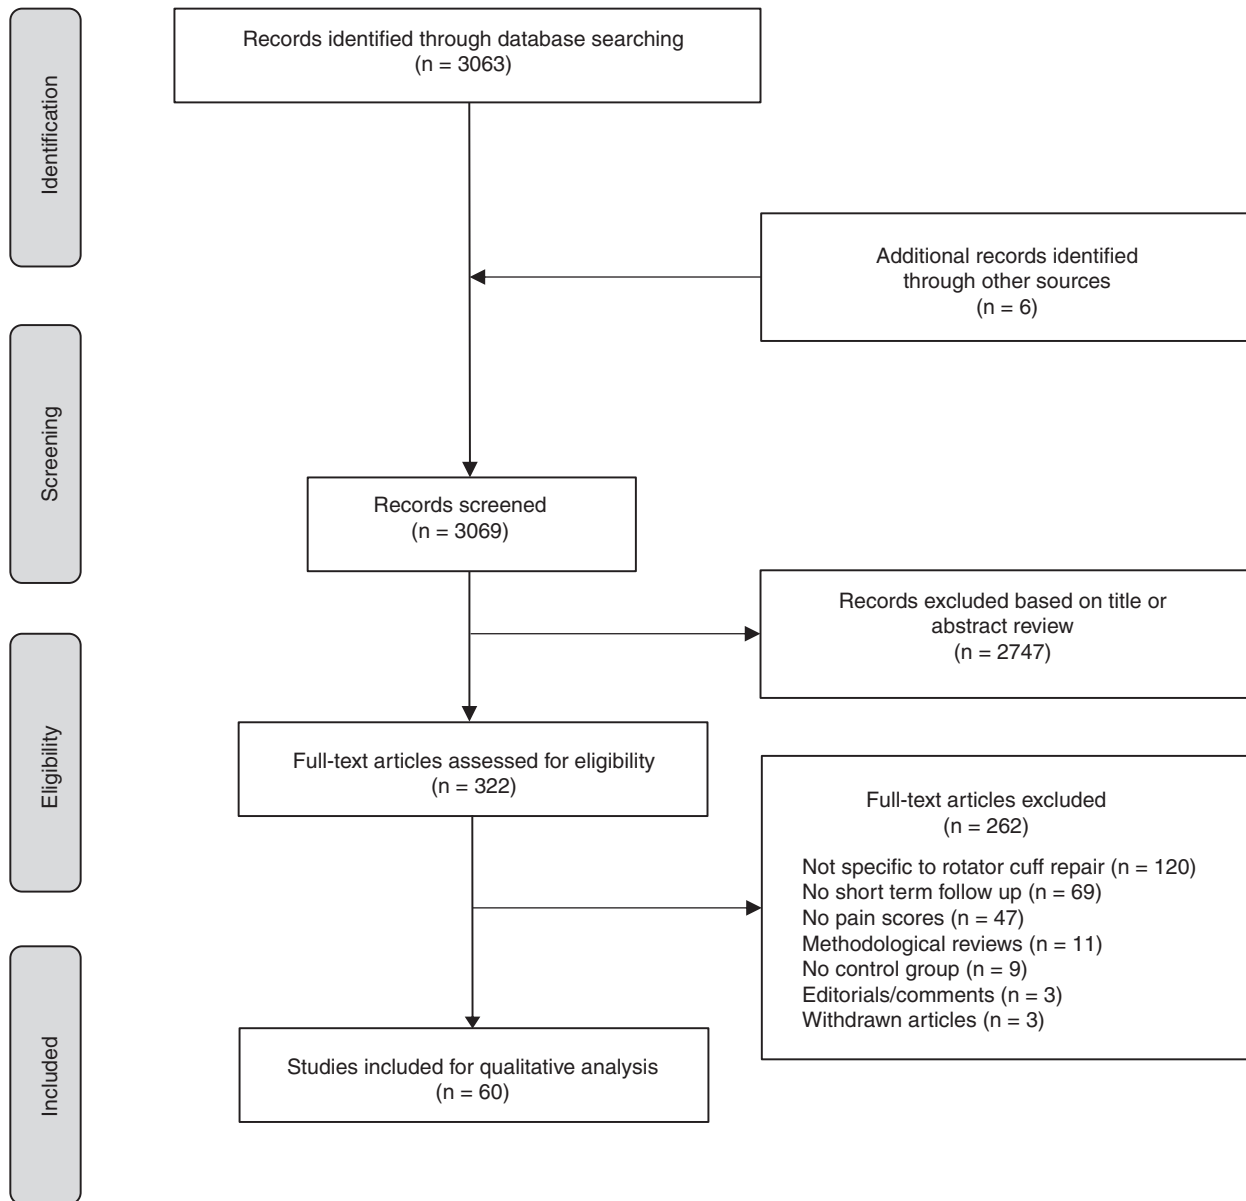 Identification
Records identified through database searching
(n = 3063)
Additional records identified
through other sources
(n = 6)
Screening
Records screened
(n = 3069)
Records excluded based on title or
abstract review
(n = 2747)
Eligibility
Full-text articles assessed for eligibility
(n = 322)
Full-text articles excluded
(n = 262)
Not specific to rotator cuff repair (n = 120)
No short term follow up (n = 69)
No pain scores (n = 47)
Methodological reviews (n = 11)
No control group (n = 9)
Editorials/comments (n = 3)
Withdrawn articles (n = 3)
Included
Studies included for qualitative analysis
(n = 60)